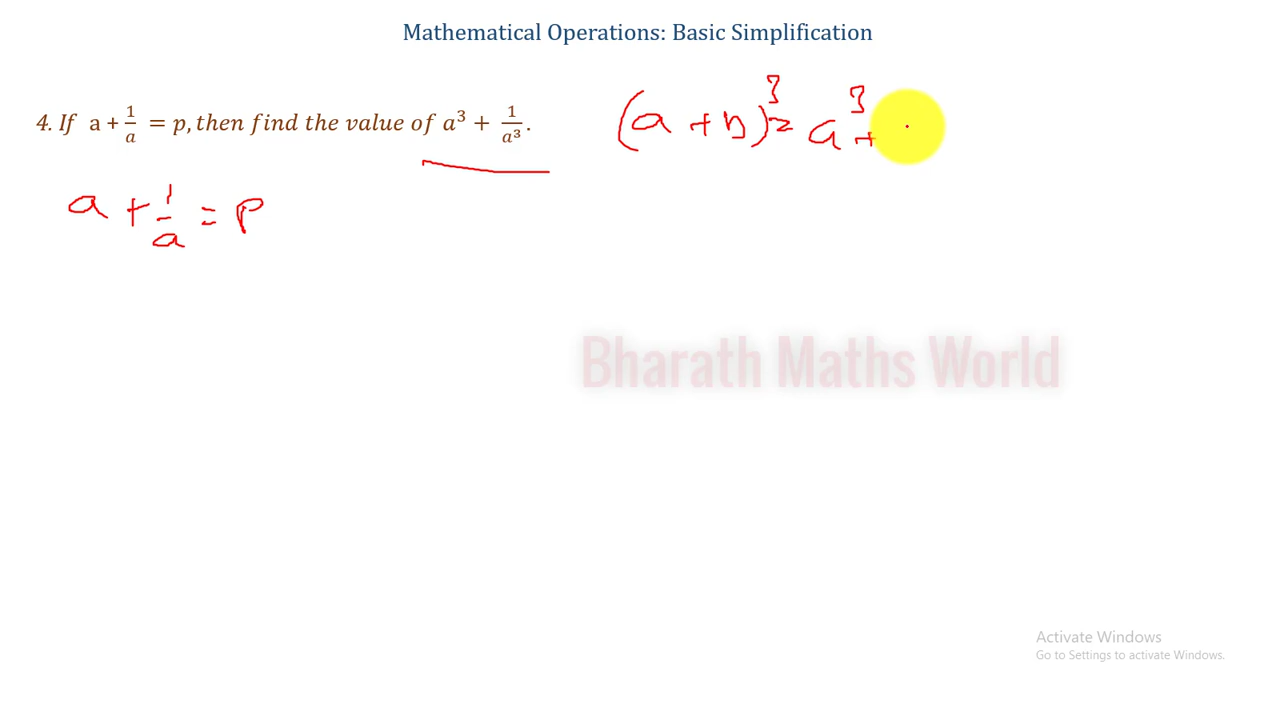 Mathematical Operations: Basic Simplification
4. If a + 1/a = p, then find the value of a³ + 1/a³.
(a + b)³ = a³ +
a + 1/a = p
Bharath Maths World
Activate Windows
Go to Settings to activate Windows.